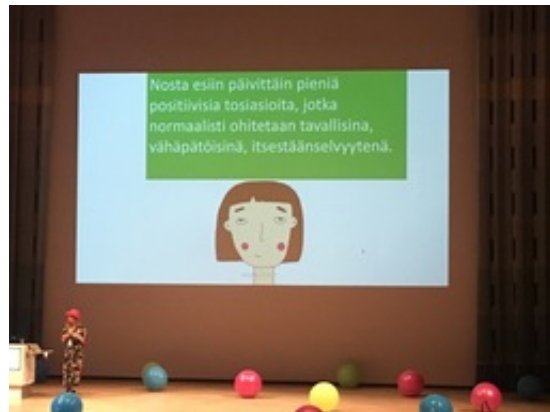 Nosta esiin päivittäin pieniä
positiivisia tosiasioita, jotka
normaalisti ohitetaan tavallisina,
vähäpätöisinä, itsestäänselvyytenä.